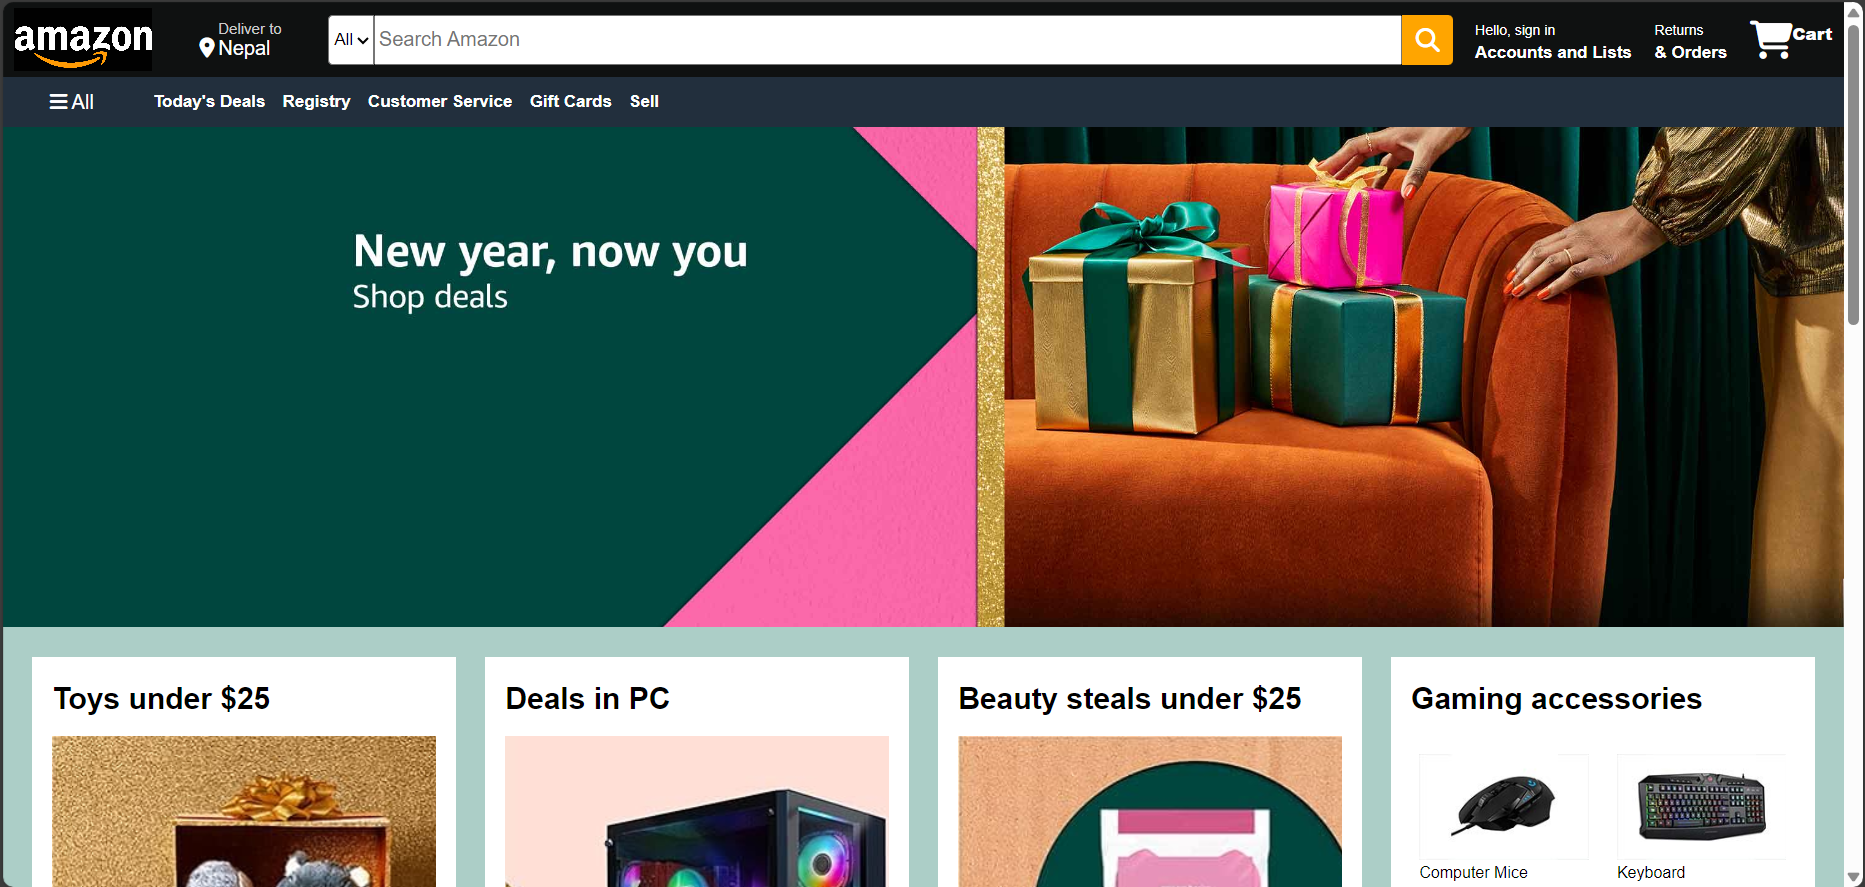 amazon
Deliver to
Nepal
All
Search Amazon
Hello, sign in
Accounts and Lists
Returns
& Orders
Cart
All
Today's Deals
Registry
Customer Service
Gift Cards
Sell
New year, now you
Shop deals
Toys under $25
Deals in PC
Beauty steals under $25
Gaming accessories
Computer Mice
Keyboard